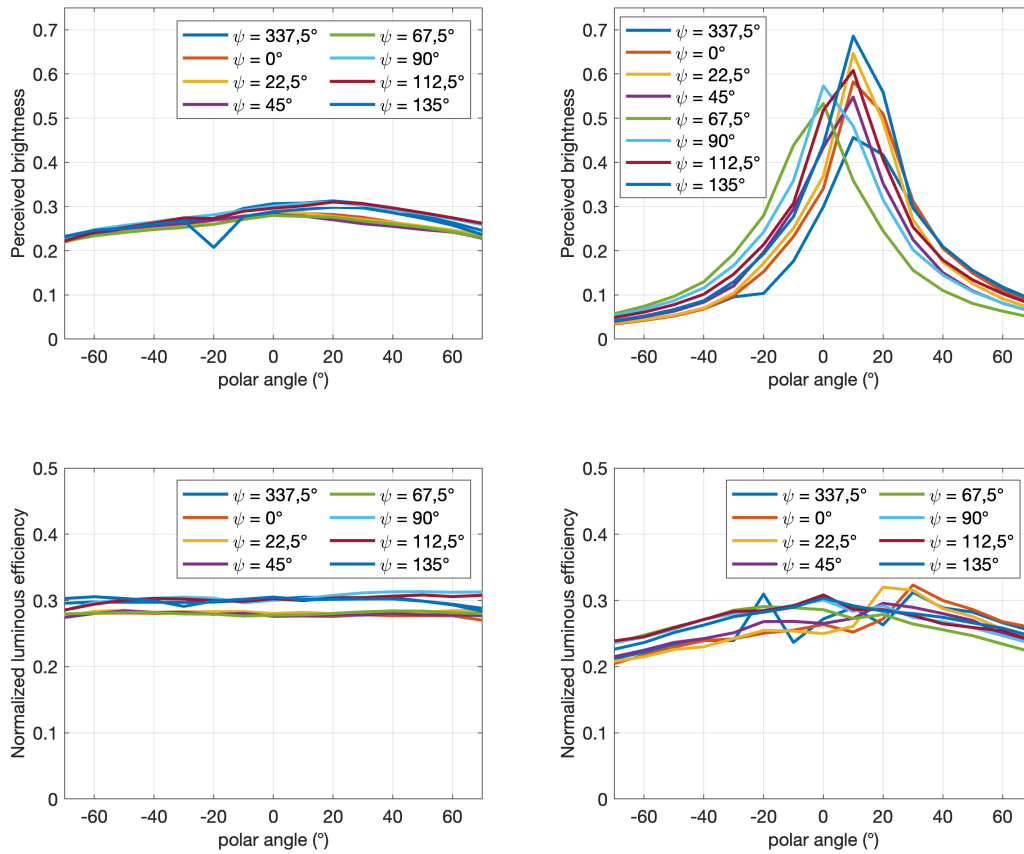 Perceived brightness
0.7
0.6
0.5
0.4
0.3
0.2
0.1
0
ψ = 337,5° ψ = 67,5°
ψ = 0° ψ = 90°
ψ = 22,5° ψ = 112,5°
ψ = 45° ψ = 135°
-60 -40 -20 0 20 40 60
polar angle (°)
Perceived brightness
0.7
0.6
0.5
0.4
0.3
0.2
0.1
0
ψ = 337,5°
ψ = 0°
ψ = 22,5°
ψ = 45°
ψ = 67,5°
ψ = 90°
ψ = 112,5°
ψ = 135°
-60 -40 -20 0 20 40 60
polar angle (°)
Normalized luminous efficiency
0.5
0.4
0.3
0.2
0.1
0
ψ = 337,5° ψ = 67,5°
ψ = 0° ψ = 90°
ψ = 22,5° ψ = 112,5°
ψ = 45° ψ = 135°
-60 -40 -20 0 20 40 60
polar angle (°)
Normalized luminous efficiency
0.5
0.4
0.3
0.2
0.1
0
ψ = 337,5° ψ = 67,5°
ψ = 0° ψ = 90°
ψ = 22,5° ψ = 112,5°
ψ = 45° ψ = 135°
-60 -40 -20 0 20 40 60
polar angle (°)